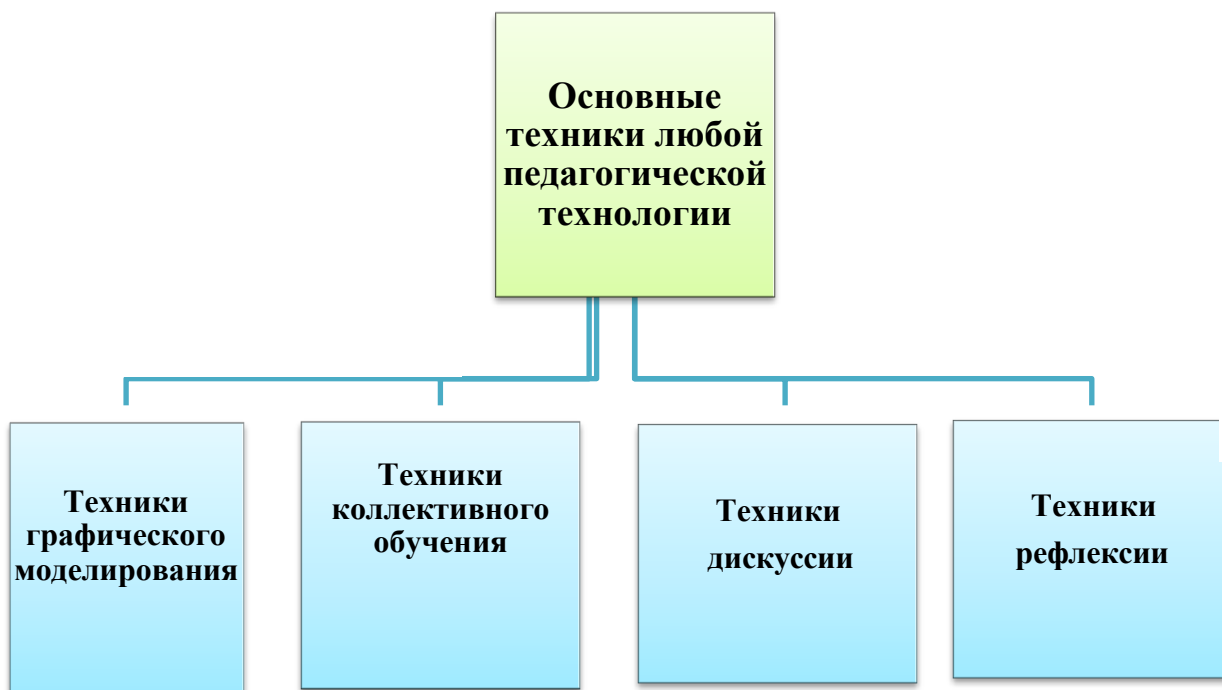 Основные
техники любой
педагогической
технологии
Техники
графического
моделирования
Техники
коллективного
обучения
Техники
дискуссии
Техники
рефлексии